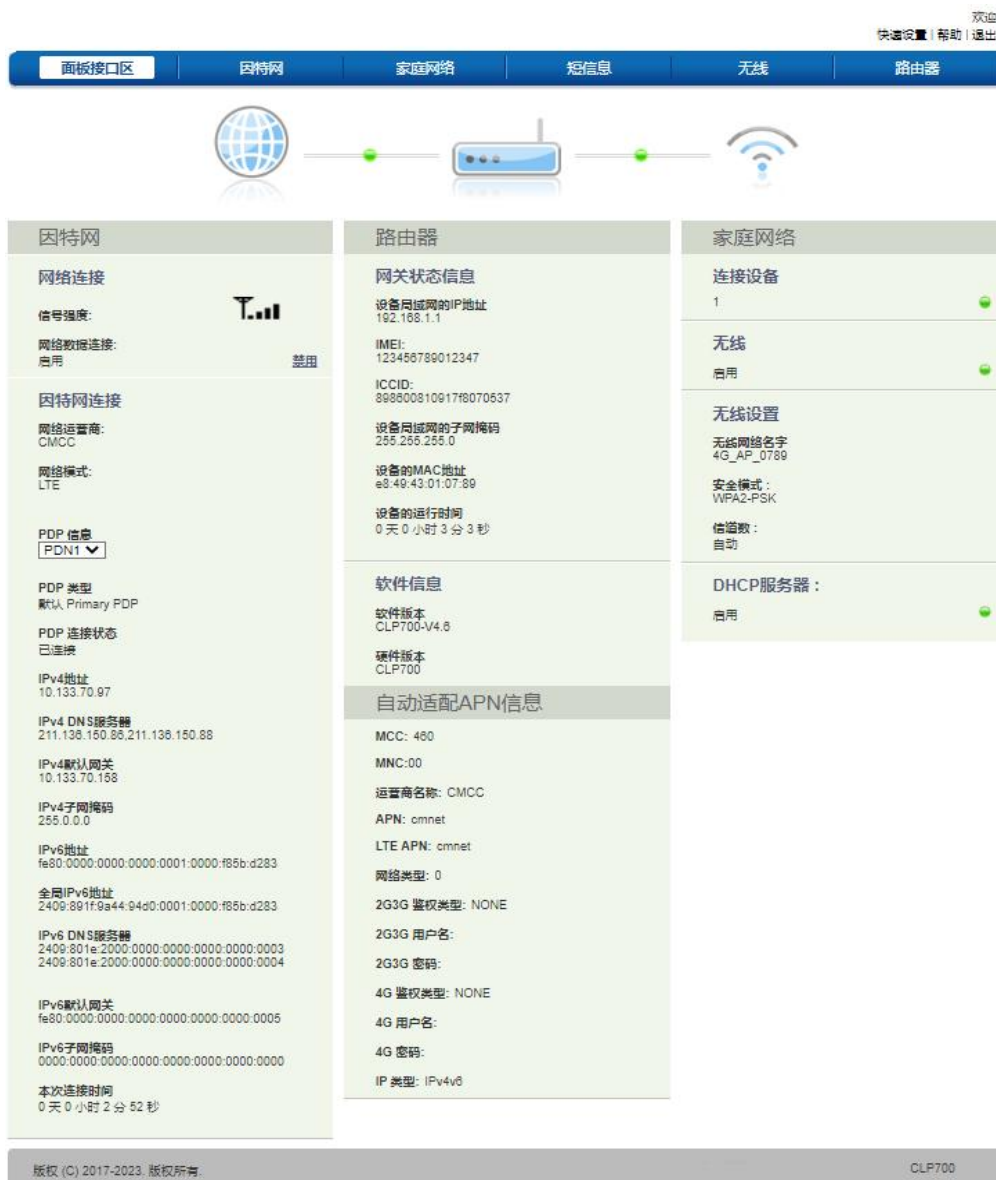 欢迎
快速设置 | 帮助 | 退出
面板接口区
因特网
家庭网络
短信息
无线
路由器
因特网
网络连接
信号强度:
网络数据连接:
启用 禁用
因特网连接
网络运营商:
CMCC
网络模式:
LTE
PDP 信息
PDN1
PDP 类型
默认 Primary PDP
PDP 连接状态
已连接
IPv4地址
10.133.70.97
IPv4 DNS服务器
211.136.150.86,211.136.150.88
IPv4默认网关
10.133.70.158
IPv4子网掩码
255.0.0.0
IPv6地址
fe80:0000:0000:0000:0001:0000:f85b:d283
全局IPv6地址
2409:891f:9a44:94d0:0001:0000:f85b:d283
IPv6 DNS服务器
2409:801e:2000:0000:0000:0000:0000:0003
2409:801e:2000:0000:0000:0000:0000:0004
IPv6默认网关
fe80:0000:0000:0000:0000:0000:0000:0005
IPv6子网掩码
0000:0000:0000:0000:0000:0000:0000:0000
本次连接时间
0 天 0 小时 2 分 52 秒
路由器
网关状态信息
设备局域网的IP地址
192.168.1.1
IMEI:
123456789012347
ICCID:
898600810917f8070537
设备局域网的子网掩码
255.255.255.0
设备的MAC地址
e8:49:43:01:07:89
设备的运行时间
0 天 0 小时 3 分 3 秒
软件信息
软件版本
CLP700-V4.6
硬件版本
CLP700
自动适配APN信息
MCC: 460
MNC:00
运营商名称: CMCC
APN: cmnet
LTE APN: cmnet
网络类型: 0
2G3G 鉴权类型: NONE
2G3G 用户名:
2G3G 密码:
4G 鉴权类型: NONE
4G 用户名:
4G 密码:
IP 类型: IPv4v6
家庭网络
连接设备
1
无线
启用
无线设置
无线网络名字
4G_AP_0789
安全模式 :
WPA2-PSK
信道数 :
自动
DHCP服务器 :
启用
版权 (C) 2017-2023. 版权所有.
CLP700